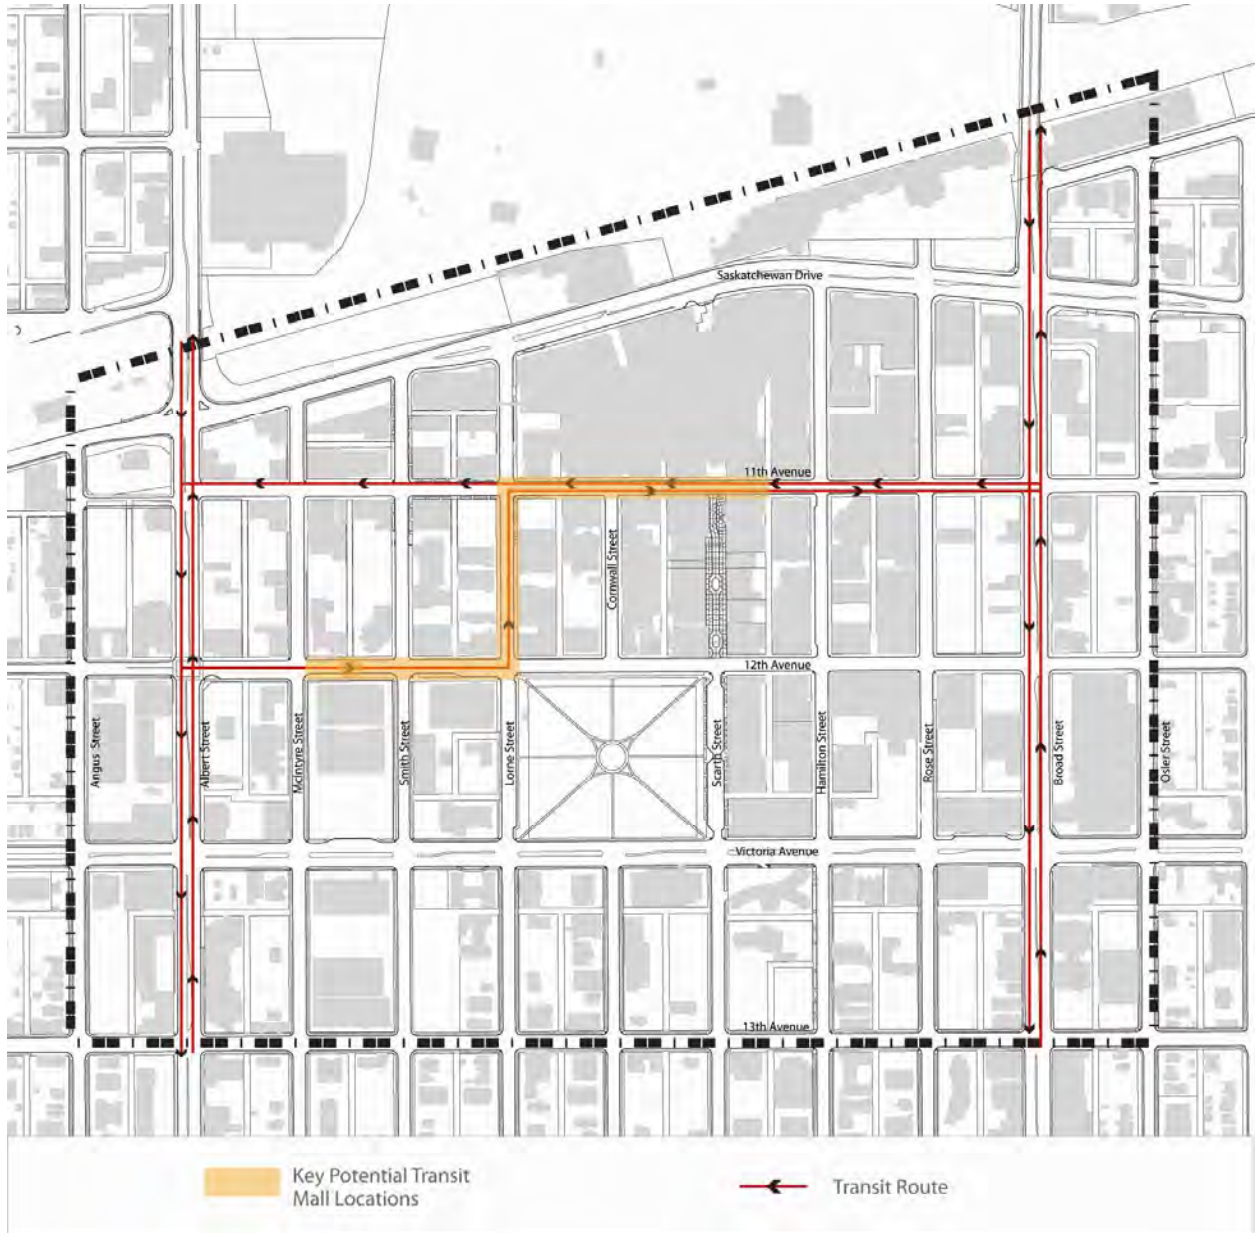 Saskatchewan Drive
11th Avenue
Cornwall Street
12th Avenue
Angus Street
Albert Street
McIntyre Street
Smith Street
Lorne Street
Scarth Street
Hamilton Street
Rose Street
Broad Street
Osler Street
Victoria Avenue
13th Avenue
Key Potential Transit
Mall Locations
Transit Route